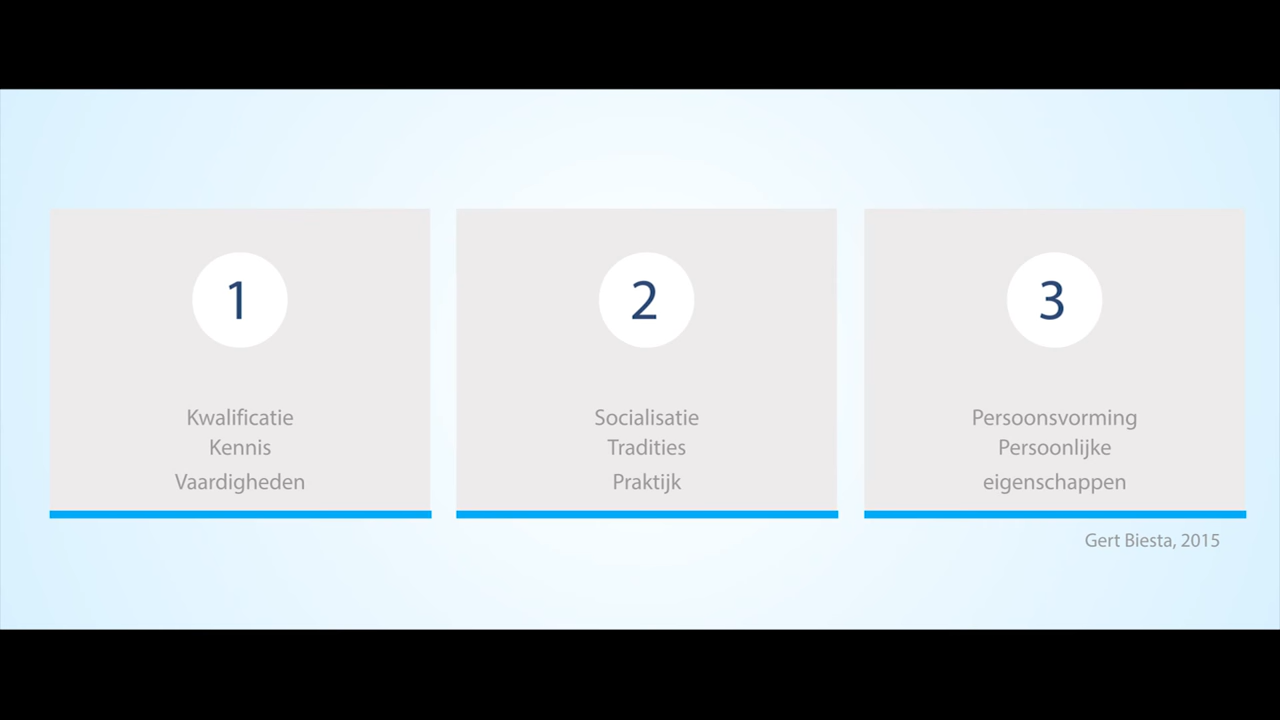 1
Kwalificatie
Kennis
Vaardigheden
2
Socialisatie
Tradities
Praktijk
3
Persoonsvorming
Persoonlijke
eigenschappen
Gert Biesta, 2015